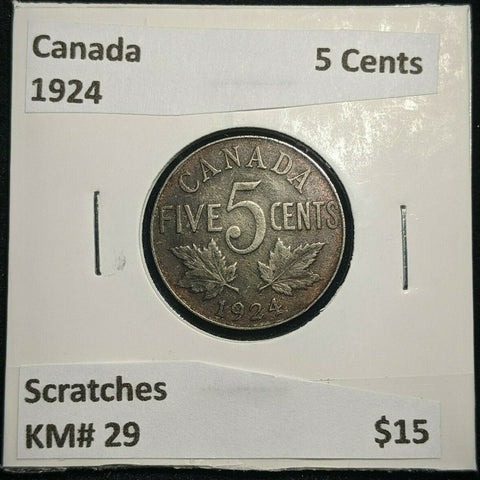 Canada 5 Cents
1924
CANADA
FIVE 5 CENTS
1924
Scratches
KM# 29 $15